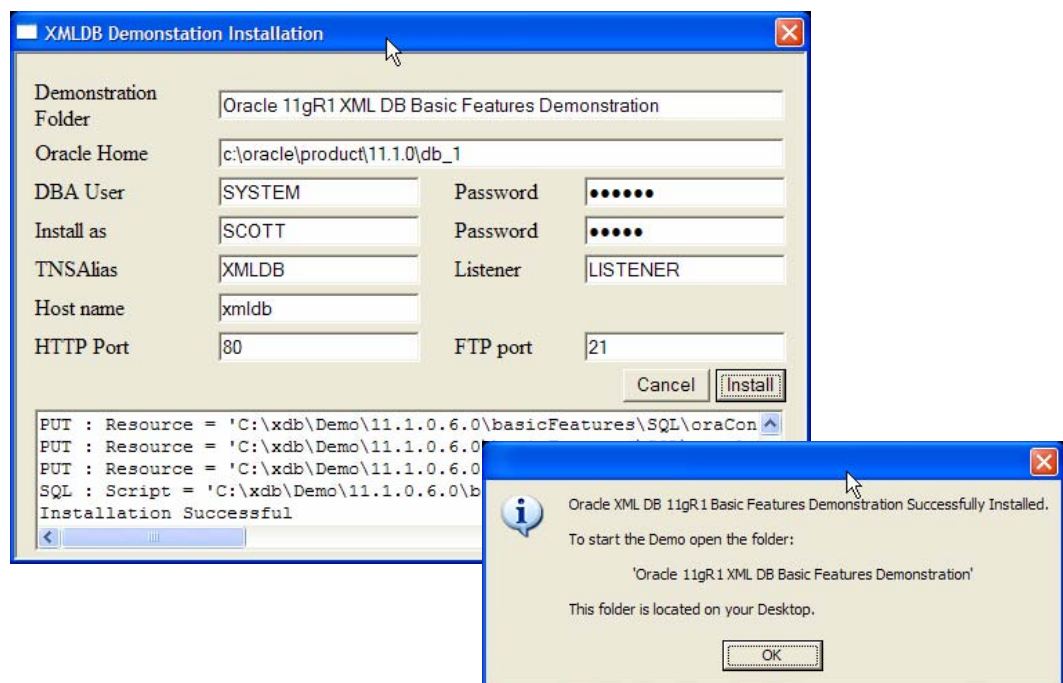 XMLDB Demonstation Installation
Demonstration
Folder
Oracle 11gR1 XML DB Basic Features Demonstration
Oracle Home
c:\oracle\product\11.1.0\db_1
DBA User
SYSTEM
Password
●●●●●●
Install as
SCOTT
Password
●●●●●
TNSAlias
XMLDB
Listener
LISTENER
Host name
xmldb
HTTP Port
80
FTP port
21
Cancel
Install
PUT : Resource = 'C:\xdb\Demo\11.1.0.6.0\basicFeatures\SQL\oraCon
PUT : Resource = 'C:\xdb\Demo\11.1.0.6.0
PUT : Resource = 'C:\xdb\Demo\11.1.0.6.0
SQL : Script = 'C:\xdb\Demo\11.1.0.6.0\b
Installation Successful
Oracle XML DB 11gR1 Basic Features Demonstration Successfully Installed.
To start the Demo open the folder:
'Oracle 11gR1 XML DB Basic Features Demonstration'
This folder is located on your Desktop.
OK